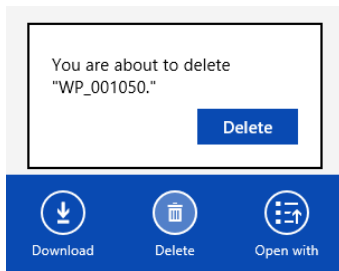 You are about to delete
"WP_001050."
Delete
Download
Delete
Open with